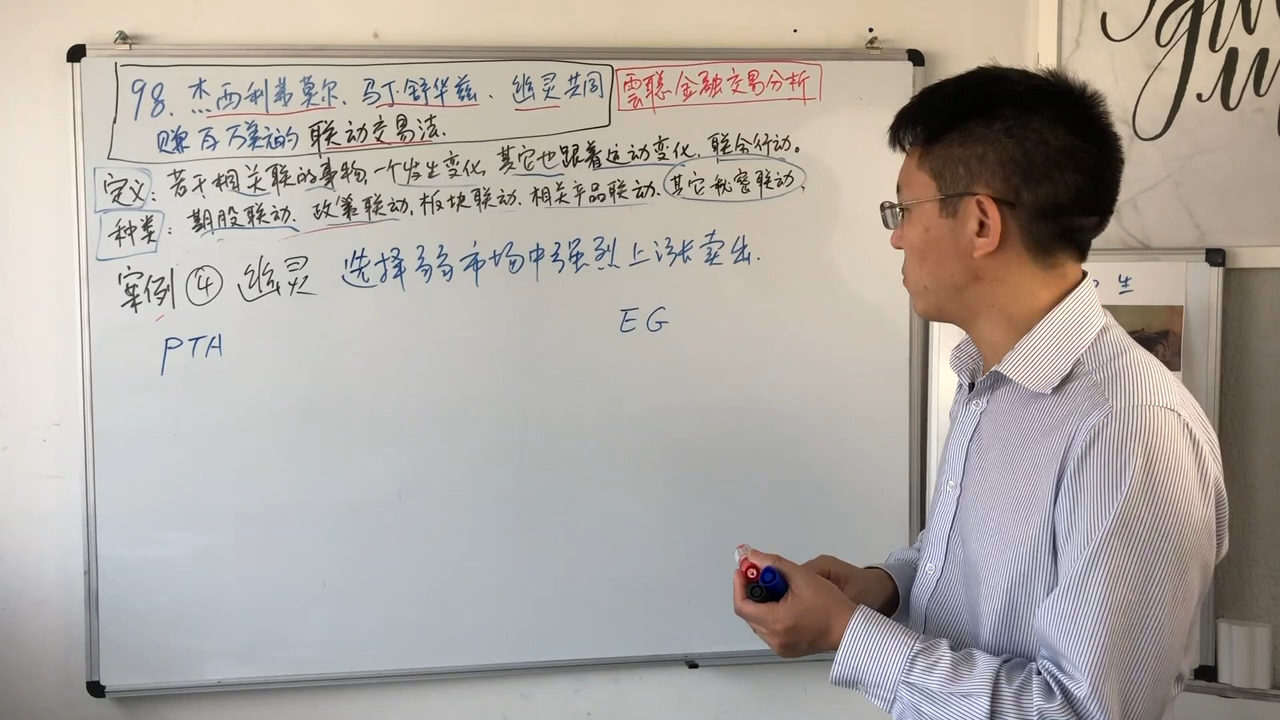 98、杰西利弗莫尔、马丁舒华兹、幽灵共同
赚百万美元的 联动交易法、
雲聪金融交易分析
定义：若干相关联的事物，一个发生变化，其它也跟着运动变化，联合行动。
种类：期股联动、政策联动、板块联动、相关产品联动、其它秘密联动、
案例④ 幽灵 选择弱市场中强烈上涨卖出.
PTA
EG
生